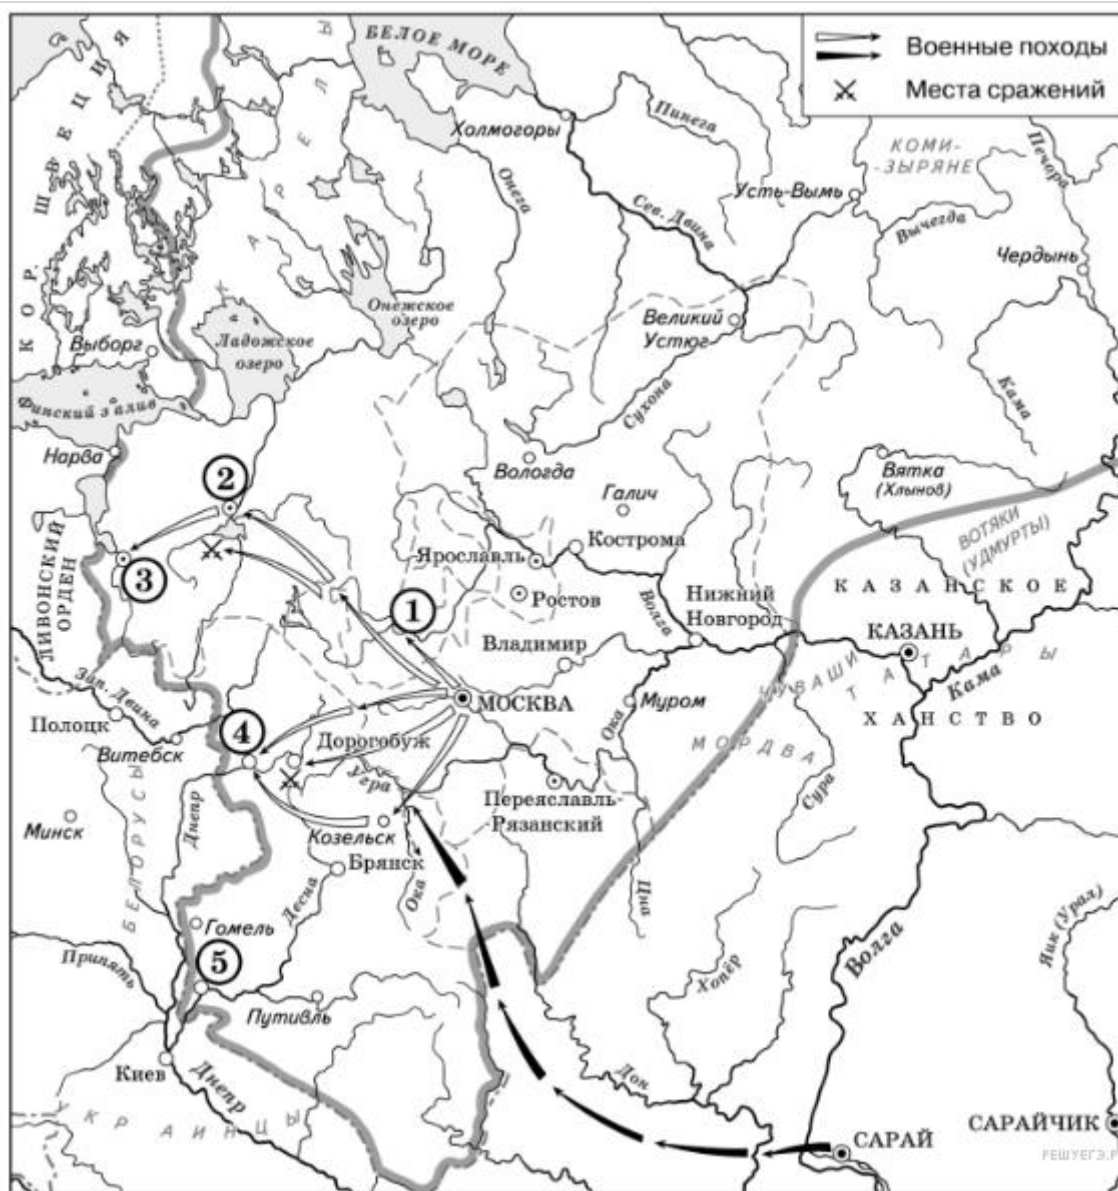 БЕЛОЕ МОРЕ
Военные походы
Места сражений
КОР. ШВЕЦИЯ
КАРЕЛЫ
Холмогоры
Пинега
КОМИ-
-ЗЫРЯНЕ
Печора
Онега
Усть-Вымь
Сев. Двина
Вычегда
Чердынь
Онежское
озеро
Великий
Устюг
Выборг
Ладожское
озеро
Финский залив
Сухона
Кама
Нарва
2
Вологда
Вятка
(Хлынов)
Галич
ВОТЯКИ
(УДМУРТЫ)
ЛИВОНСКИЙ
ОРДЕН
3
Ярославль
Кострома
1
Ростов
Волга
Нижний
Новгород
КАЗАНСКОЕ
Владимир
КАЗАНЬ
ТАТАРЫ
Кама
ЧУВАШИ
Зап. Двина
МОСКВА
Муром
Ока
ХАНСТВО
Полоцк
4
Витебск
Дорогобуж
МОРДВА
Угра
Сура
Переяславль-
Рязанский
Минск
БЕЛОРУСЫ
Днепр
Козельск
Брянск
Ока
Цна
Десна
Гомель
5
Припять
Путивль
Хопёр
Волга
Яик (Урал)
Киев
Днепр
Дон
УКРАИНЦЫ
САРАЙ
САРАЙЧИК
РЕШУЕГЭ.Р